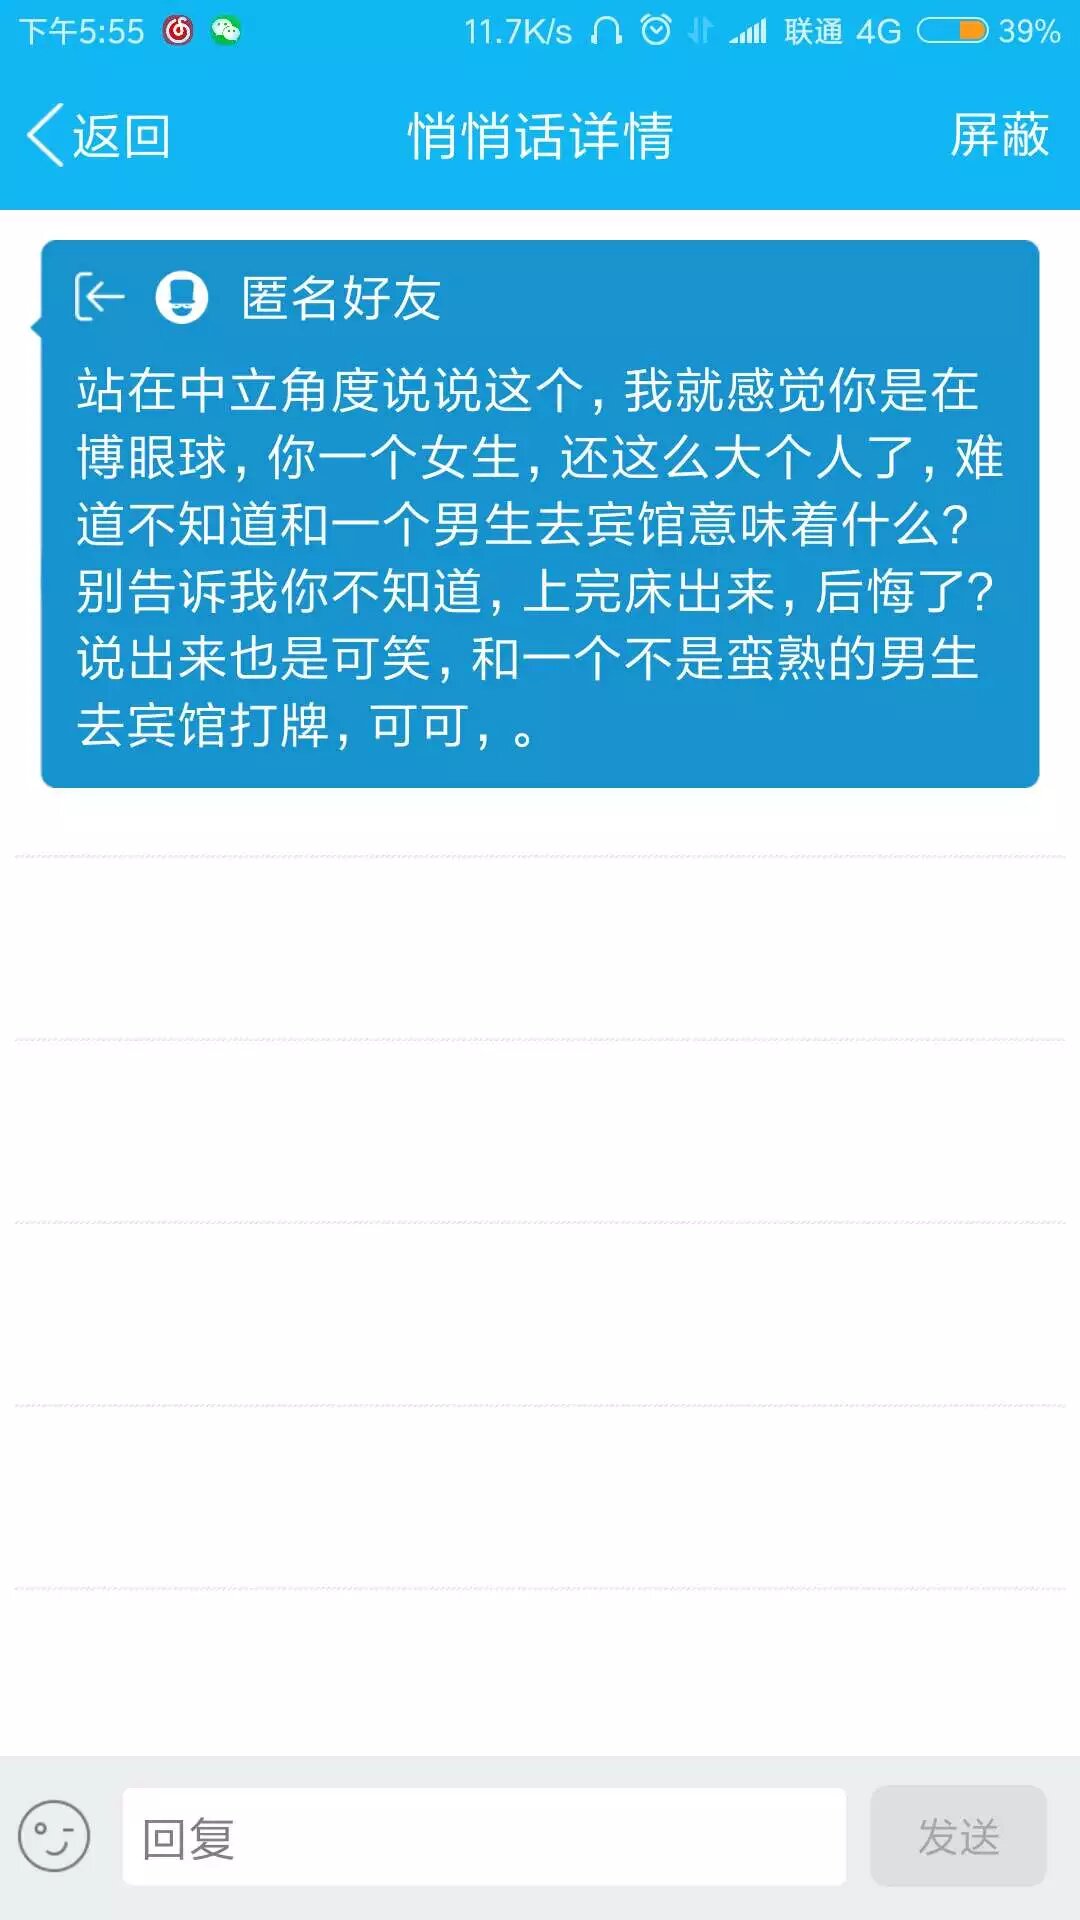 下午5:55 11.7K/s 联通 4G 39%
返回 悄悄话详情 屏蔽
匿名好友
站在中立角度说说这个，我就感觉你是在
博眼球，你一个女生，还这么大个人了，难
道不知道和一个男生去宾馆意味着什么？
别告诉我你不知道，上完床出来，后悔了？
说出来也是可笑，和一个不是蛮熟的男生
去宾馆打牌，可可，。
回复 发送